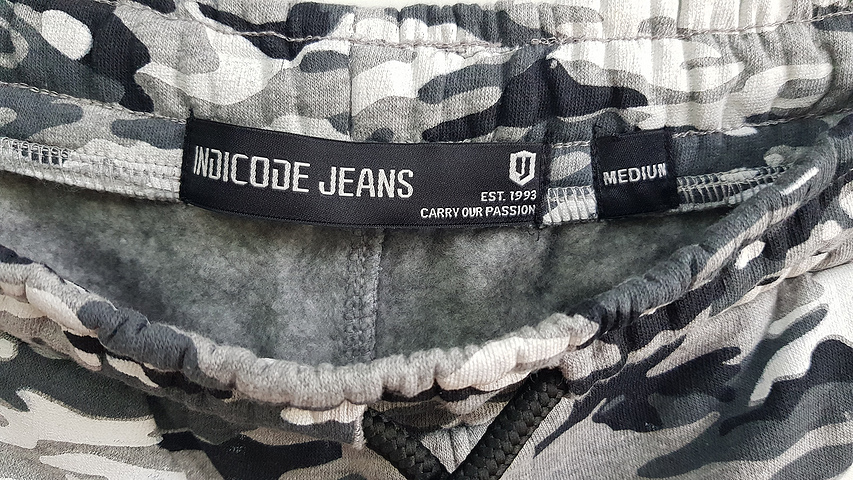 INDICODE JEANS
EST. 1993
CARRY OUR PASSION
MEDIUM